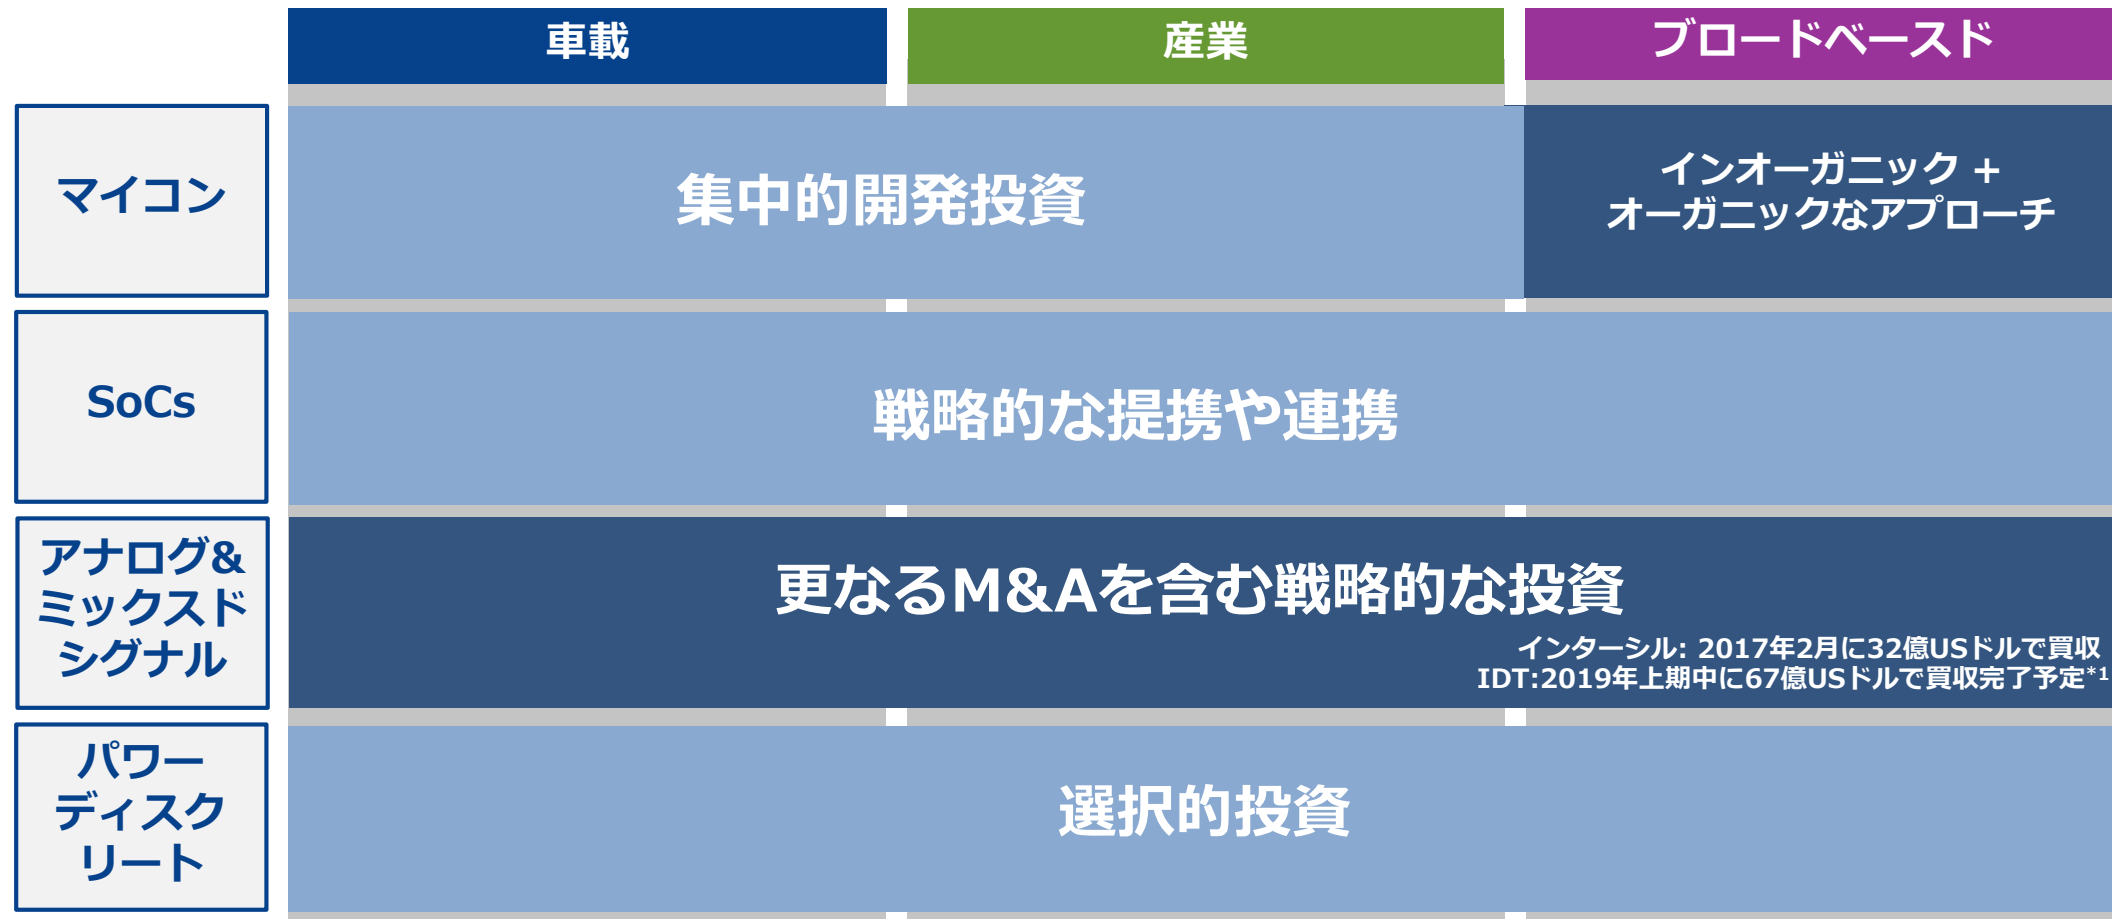 車載
産業
ブロードベースド
マイコン
集中的開発投資
インオーガニック +
オーガニックなアプローチ
SoCs
戦略的な提携や連携
アナログ&
ミックスド
シグナル
更なるM&Aを含む戦略的な投資
インターシル: 2017年2月に32億USドルで買収
IDT:2019年上期中に67億USドルで買収完了予定*1
パワー
ディスク
リート
選択的投資